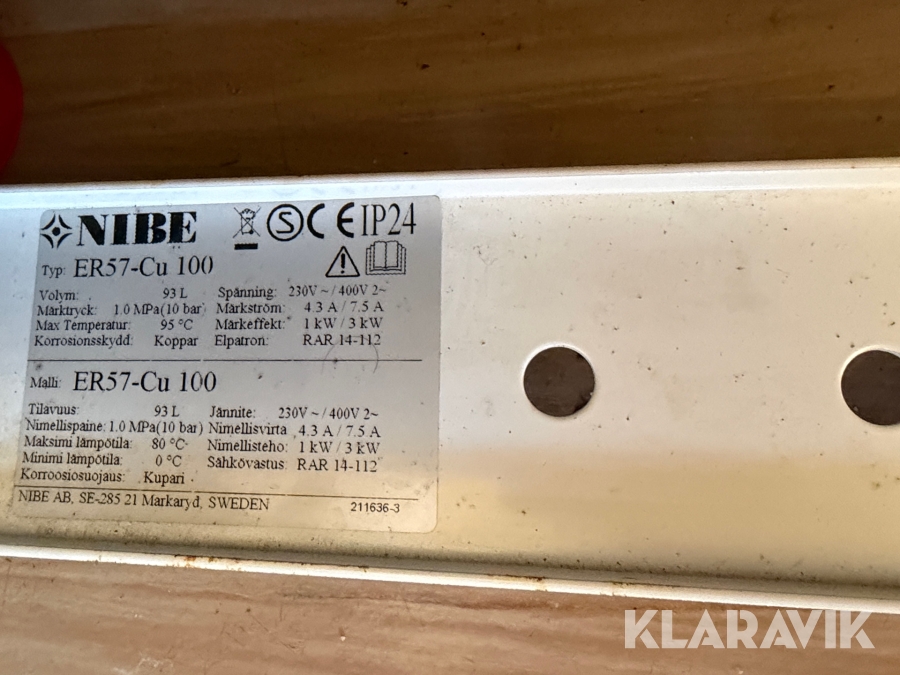 NIBE S CE IP24
Typ: ER57-Cu 100
Volym: 93 L Spänning: 230V ~ / 400V 2~
Märktryck: 1.0 MPa(10 bar) Märkström: 4.3 A / 7.5 A
Max Temperatur: 95 °C Märkeffekt: 1 kW / 3 kW
Korrosionsskydd: Koppar Elpatron: RAR 14-112
Malli: ER57-Cu 100
Tilavuus: 93 L Jännite: 230V ~ / 400V 2~
Nimellispaine: 1.0 MPa(10 bar) Nimellisvirta 4.3 A / 7.5 A
Maksimi lämpötila: 80 °C Nimellisteho: 1 kW / 3 kW
Minimi lämpötila: 0 °C Sähkövastus: RAR 14-112
Korroosiosuojaus: Kupari
NIBE AB, SE-285 21 Markaryd, SWEDEN 211636-3
KLARAVIK